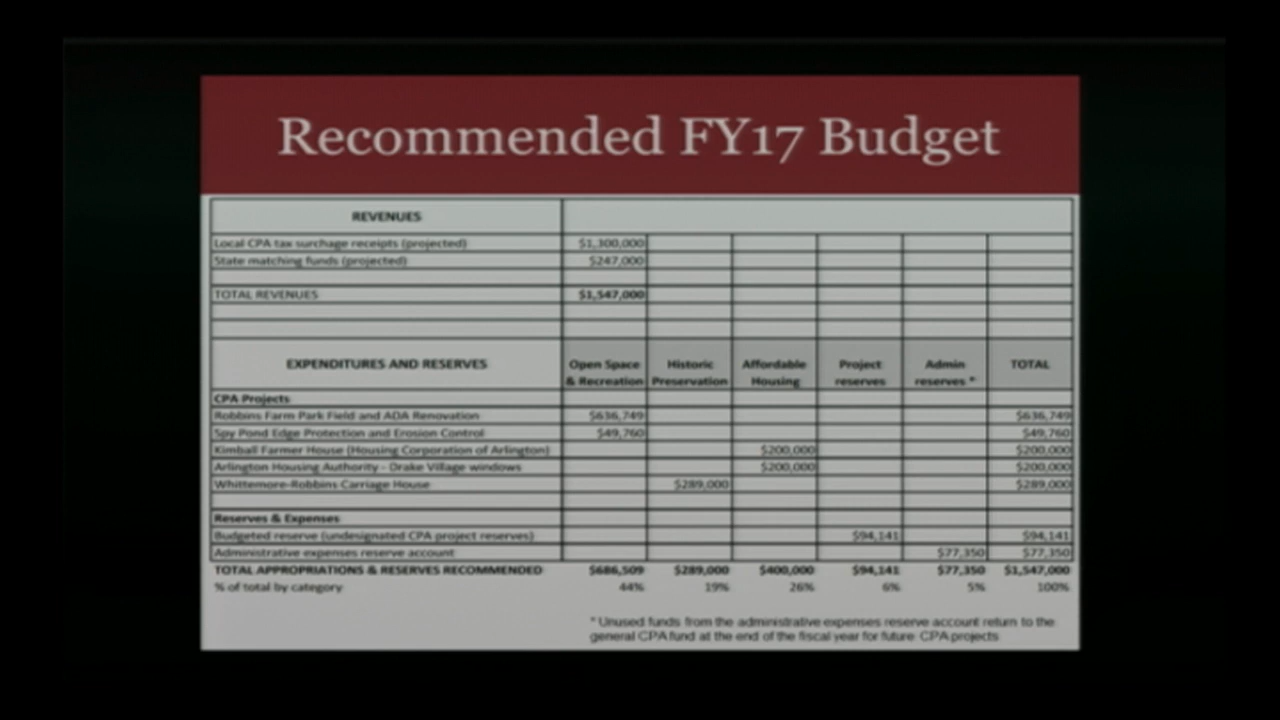 Recommended FY17 Budget
REVENUES
Local CPA tax surchage receipts (projected) $1,300,000
State matching funds (projected) $247,000
TOTAL REVENUES $1,547,000
EXPENDITURES AND RESERVES Open Space & Recreation Historic Preservation Affordable Housing Project reserves Admin reserves * TOTAL
CPA Projects
Robbins Farm Park Field and ADA Renovation $636,749 $636,749
Spy Pond Edge Protection and Erosion Control $49,760 $49,760
Kimball Farmer House (Housing Corporation of Arlington) $200,000 $200,000
Arlington Housing Authority - Drake Village windows $200,000 $200,000
Whittemore-Robbins Carriage House $289,000 $289,000
Reserves & Expenses
Budgeted reserve (undesignated CPA project reserves) $94,141 $94,141
Administrative expenses reserve account $77,350 $77,350
TOTAL APPROPRIATIONS & RESERVES RECOMMENDED $686,509 $289,000 $400,000 $94,141 $77,350 $1,547,000
% of total by category 44% 19% 26% 6% 5% 100%
* Unused funds from the administrative expenses reserve account return to the
general CPA fund at the end of the fiscal year for future CPA projects